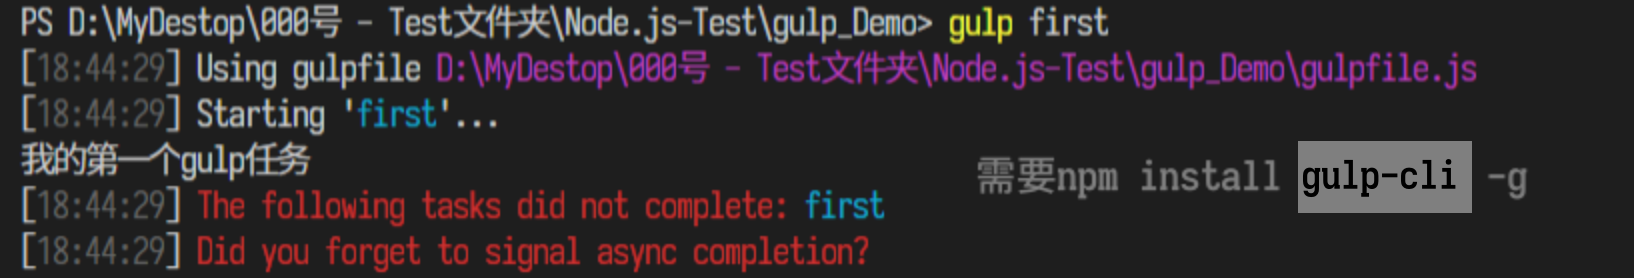 PS D:\MyDestop\000号 - Test文件夹\Node.js-Test\gulp_Demo> gulp first
[18:44:29] Using gulpfile D:\MyDestop\000号 - Test文件夹\Node.js-Test\gulp_Demo\gulpfile.js
[18:44:29] Starting 'first'...
我的第一个gulp任务
需要npm install gulp-cli -g
[18:44:29] The following tasks did not complete: first
[18:44:29] Did you forget to signal async completion?